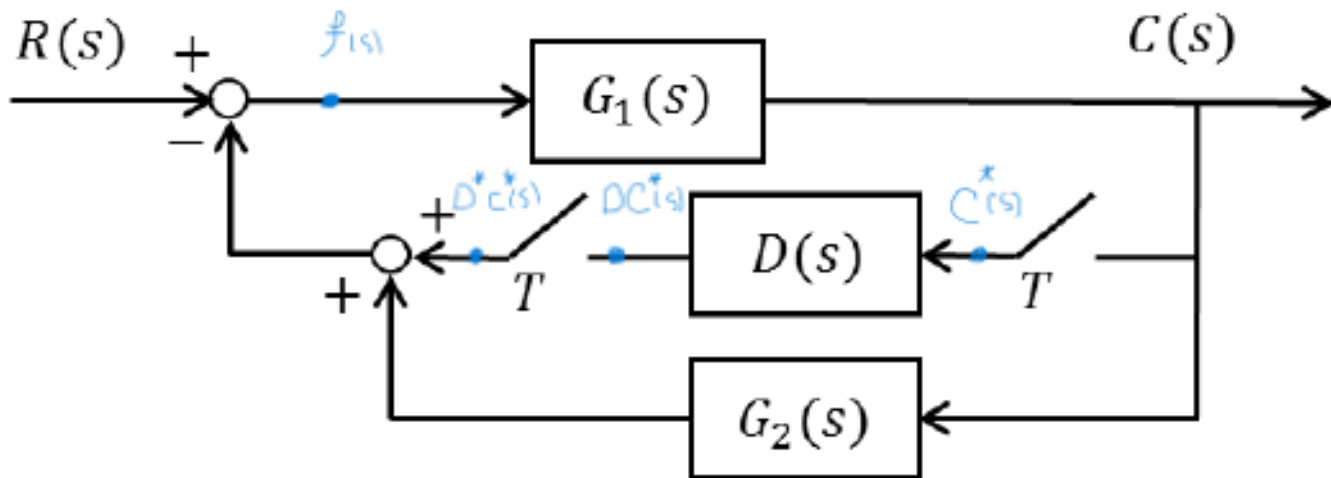 R(s) + f(s) G₁(s) C(s)
−
+ D*C*(s) DC*(s) D(s) C*(s)
+ T T
G₂(s)